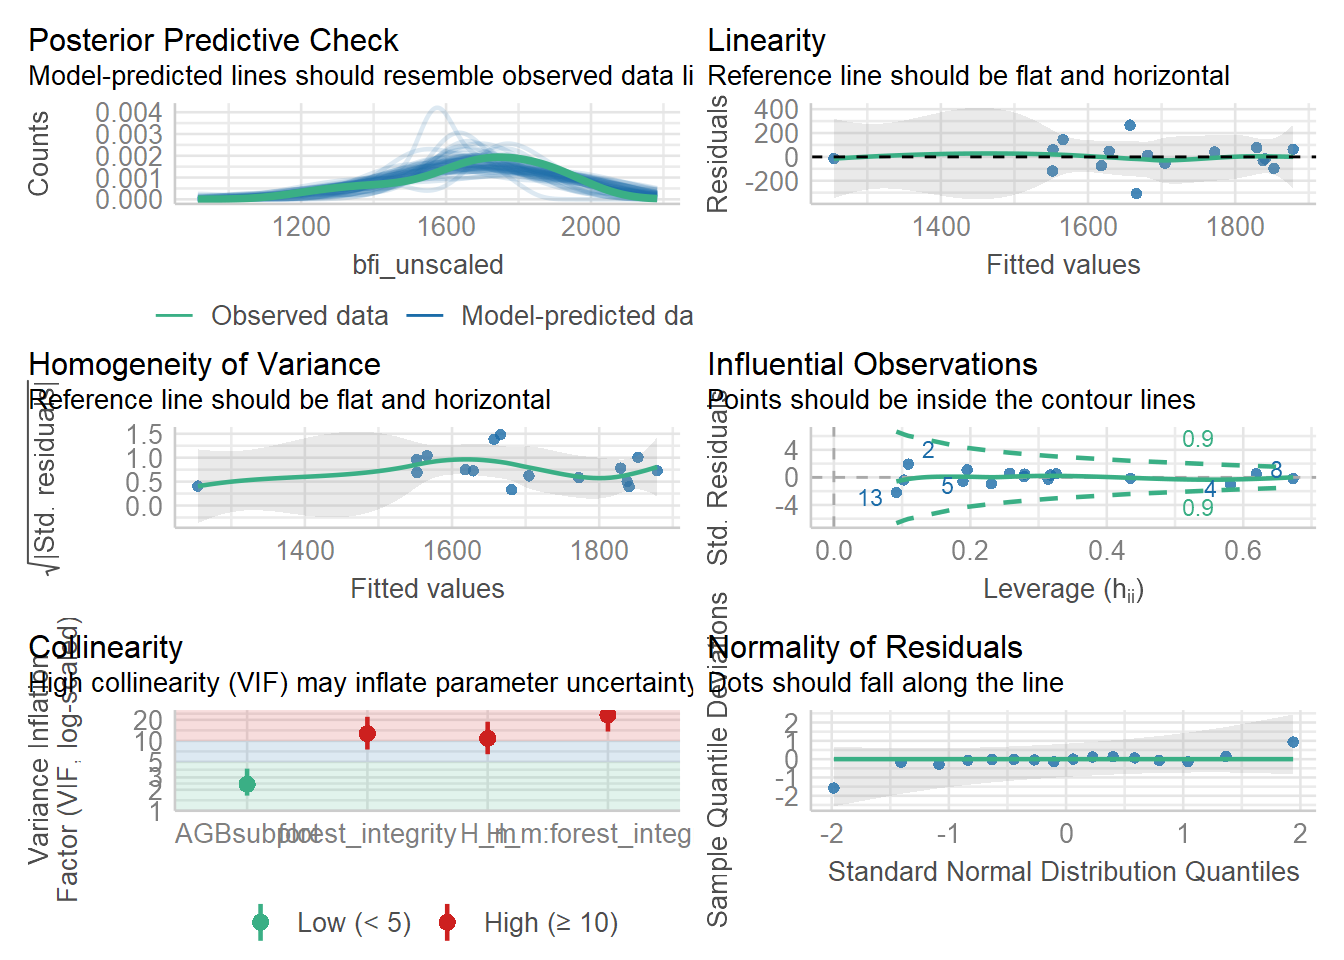 Posterior Predictive Check
Model-predicted lines should resemble observed data li
Counts
0.004
0.003
0.002
0.001
0.000
1200 1600 2000
bfi_unscaled
Observed data Model-predicted da
Linearity
Reference line should be flat and horizontal
Residuals
400
200
0
-200
1400 1600 1800
Fitted values
Homogeneity of Variance
Reference line should be flat and horizontal
√|Std. residuals|
1.5
1.0
0.5
0.0
1400 1600 1800
Fitted values
Influential Observations
Points should be inside the contour lines
Std. Residuals
4
0
-4
0.9
2
8
5
4
13
0.9
0.0 0.2 0.4 0.6
Leverage (hii)
Collinearity
High collinearity (VIF) may inflate parameter uncertainty
Variance Inflation
Factor (VIF, log-scaled)
20
10
5
3
2
1
AGBsubplot forest_integrity H_m H_m:forest_integ
Low (< 5) High (≥ 10)
Normality of Residuals
Dots should fall along the line
Sample Quantile Deviations
2
1
0
-1
-2
-2 -1 0 1 2
Standard Normal Distribution Quantiles